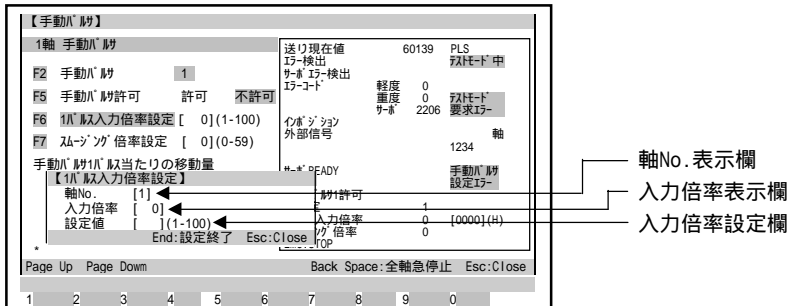 【手動パルサ】
1軸 手動パルサ
F2 手動パルサ 1
F5 手動パルサ許可 許可 不許可
F6 1パルス入力倍率設定 [ 0](1-100)
F7 スムージング倍率設定 [ 0](0-59)
手動パルサ1パルス当たりの移動量
【1パルス入力倍率設定】
軸No. [1]
入力倍率 [ 0]
設定値 [ ](1-100)
End:設定終了 Esc:Close
*
送り現在値 60139 PLS
エラー検出 テストモード中
サーボエラー検出
エラーコード 軽度 0
重度 0 テストモード
サーボ 2206 要求エラー
インポジション
外部信号 軸
1234
サーボREADY 手動パルサ
設定エラー
パルサ1許可
1
入力倍率 0 [0000](H)
倍率 0
Page Up Page Down Back Space:全軸急停止 Esc:Close
1 2 3 4 5 6 7 8 9 0
軸No.表示欄
入力倍率表示欄
入力倍率設定欄